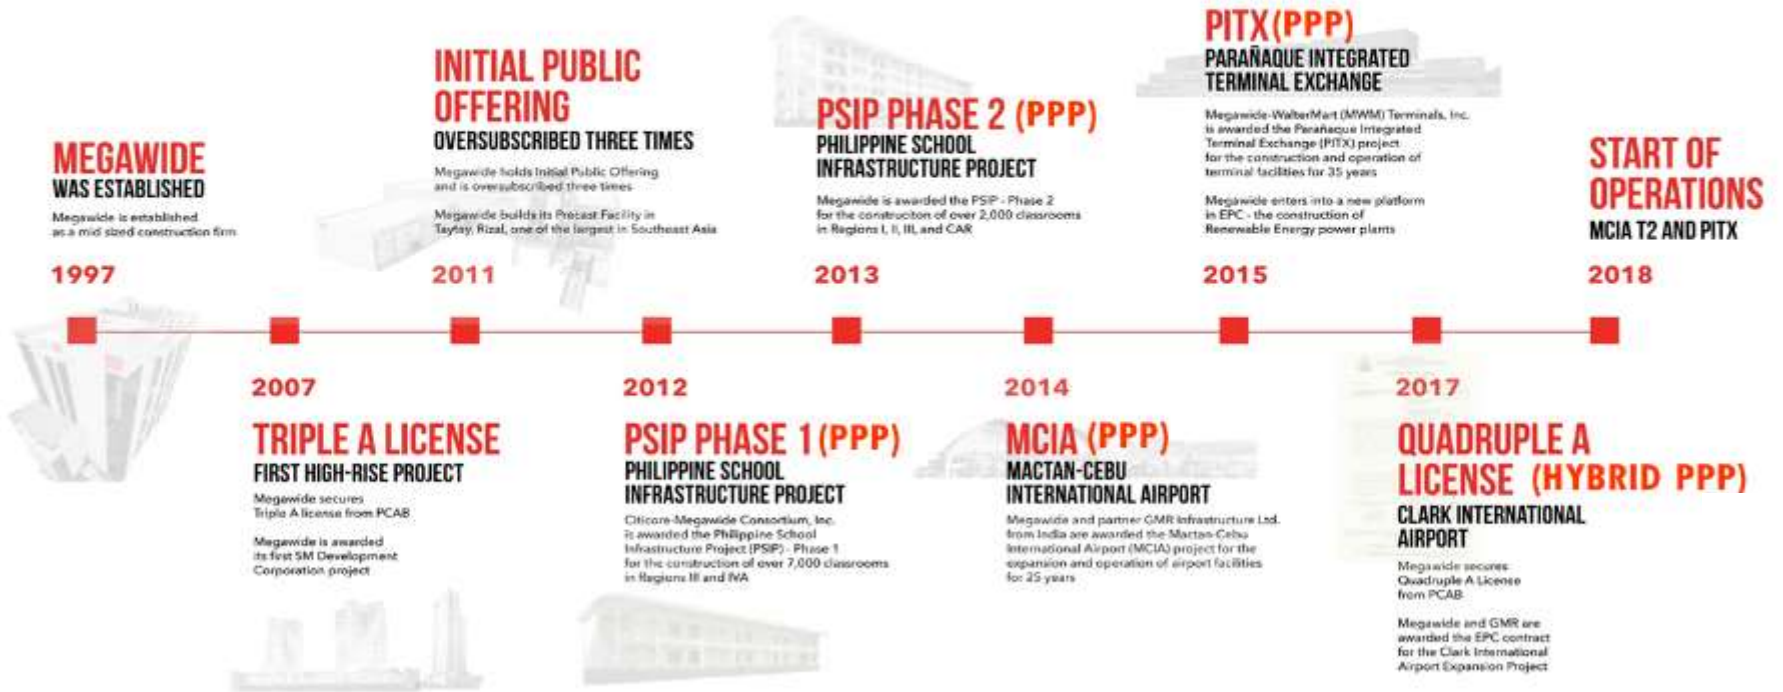 MEGAWIDE
WAS ESTABLISHED
Megawide is established
as a mid sized construction firm
1997
2007
TRIPLE A LICENSE
FIRST HIGH-RISE PROJECT
Megawide secures
Triple A license from PCAB
Megawide is awarded
its first SM Development
Corporation project
INITIAL PUBLIC
OFFERING
OVERSUBSCRIBED THREE TIMES
Megawide holds Initial Public Offering
and is oversubscribed three times
Megawide builds its Precast Facility in
Taytay, Rizal, one of the largest in Southeast Asia
2011
2012
PSIP PHASE 1 (PPP)
PHILIPPINE SCHOOL
INFRASTRUCTURE PROJECT
Citicore-Megawide Consortium, Inc.
is awarded the Philippine School
Infrastructure Project (PSIP) - Phase 1
for the construction of over 7,000 classrooms
in Regions III and IVA
PSIP PHASE 2 (PPP)
PHILIPPINE SCHOOL
INFRASTRUCTURE PROJECT
Megawide is awarded the PSIP - Phase 2
for the construciton of over 2,000 classrooms
in Regions I, II, III, and CAR
2013
2014
MCIA (PPP)
MACTAN-CEBU
INTERNATIONAL AIRPORT
Megawide and partner GMR Infrastructure Ltd.
from India are awarded the Mactan-Cebu
International Airport (MCIA) project for the
expansion and operation of airport facilities
for 25 years
PITX(PPP)
PARAÑAQUE INTEGRATED
TERMINAL EXCHANGE
Megawide-WalterMart (MWM) Terminals, Inc.
is awarded the Parañaque Integrated
Terminal Exchange (PITX) project
for the construction and operation of
terminal facilities for 35 years
Megawide enters into a new platform
in EPC - the construction of
Renewable Energy power plants
2015
2017
QUADRUPLE A
LICENSE (HYBRID PPP)
CLARK INTERNATIONAL
AIRPORT
Megawide secures
Quadruple A License
from PCAB
Megawide and GMR are
awarded the EPC contract
for the Clark International
Airport Expansion Project
START OF
OPERATIONS
MCIA T2 AND PITX
2018